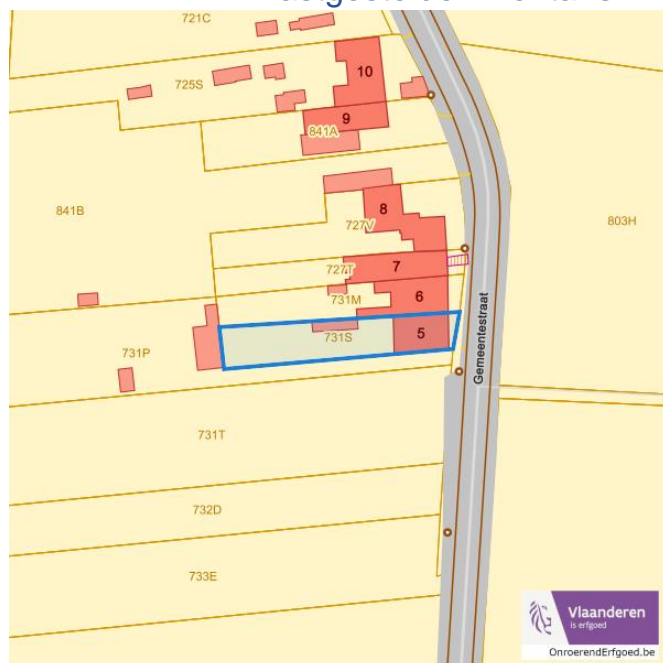 721C
10
725S
9
841A
841B
8
803H
727V
727T
7
731M
6
731S
5
731P
Gemeentestraat
731T
732D
733E
Vlaanderen
is erfgoed
OnroerendErfgoed.be